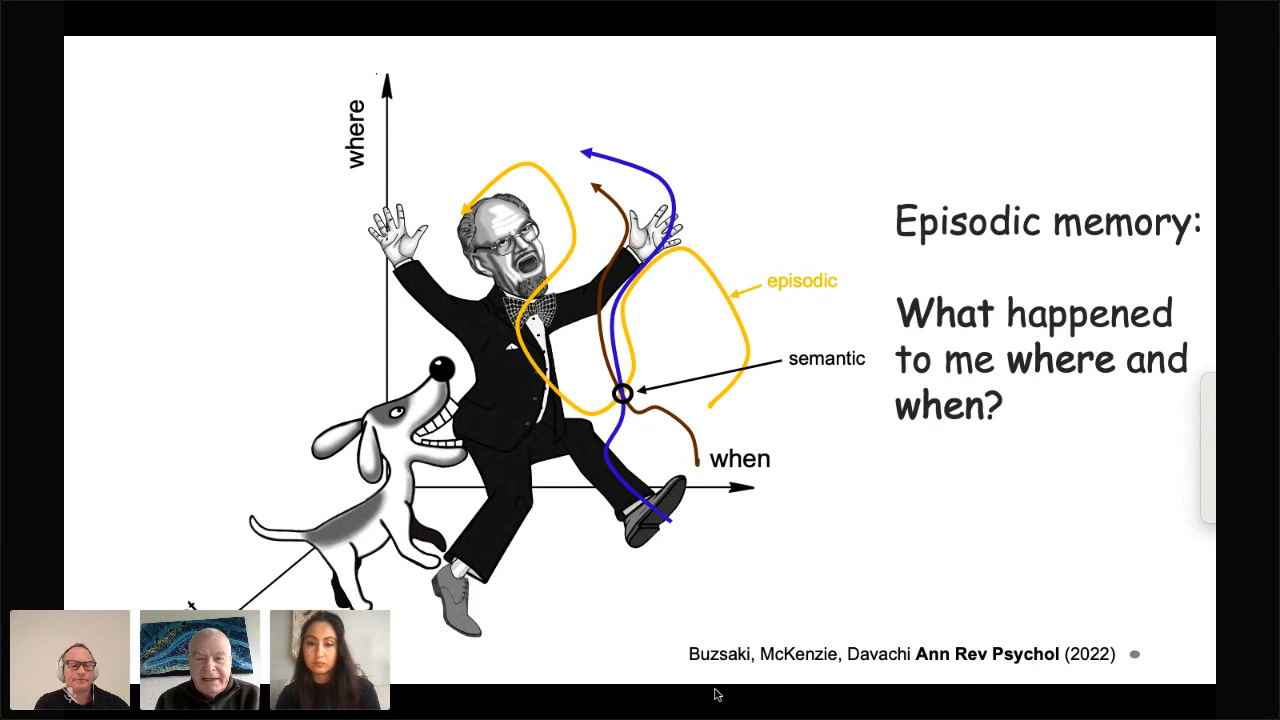 where
Episodic memory:
episodic
What happened
to me where and
when?
semantic
when
Buzsaki, McKenzie, Davachi Ann Rev Psychol (2022)